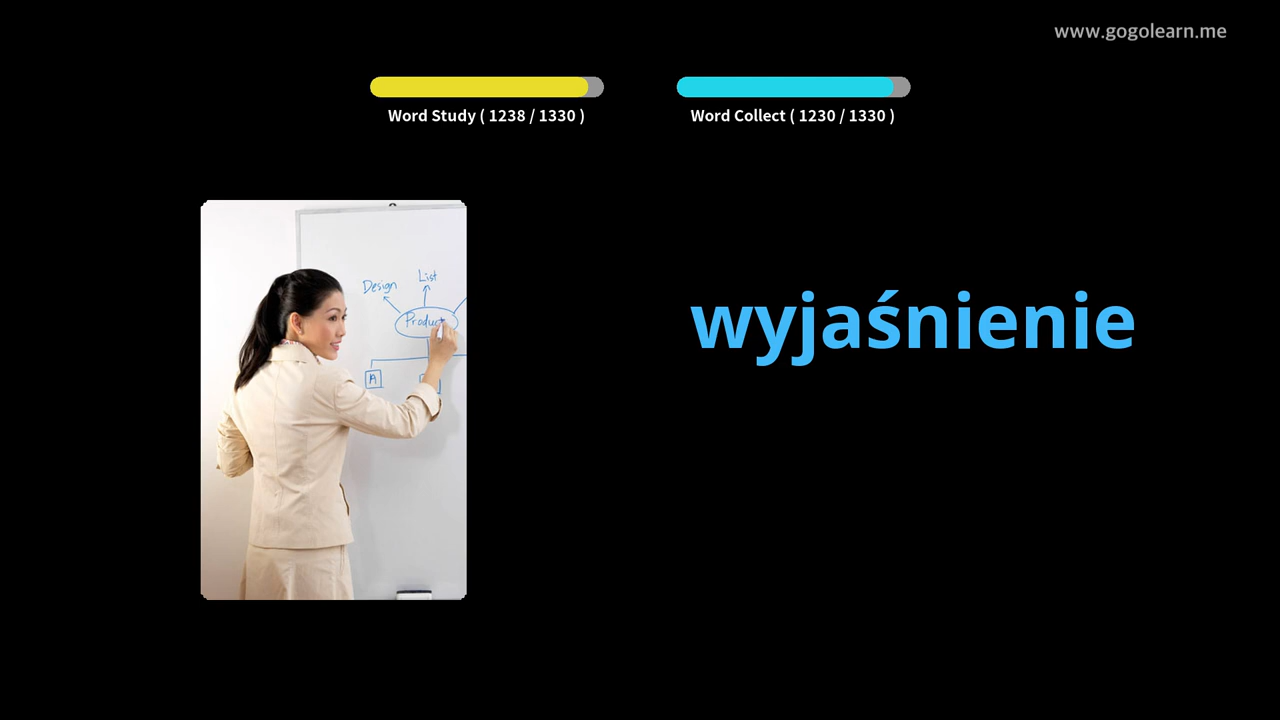 www.gogolearn.me
Word Study ( 1238 / 1330 )
Word Collect ( 1230 / 1330 )
wyjaśnienie
List
Design
Product
A